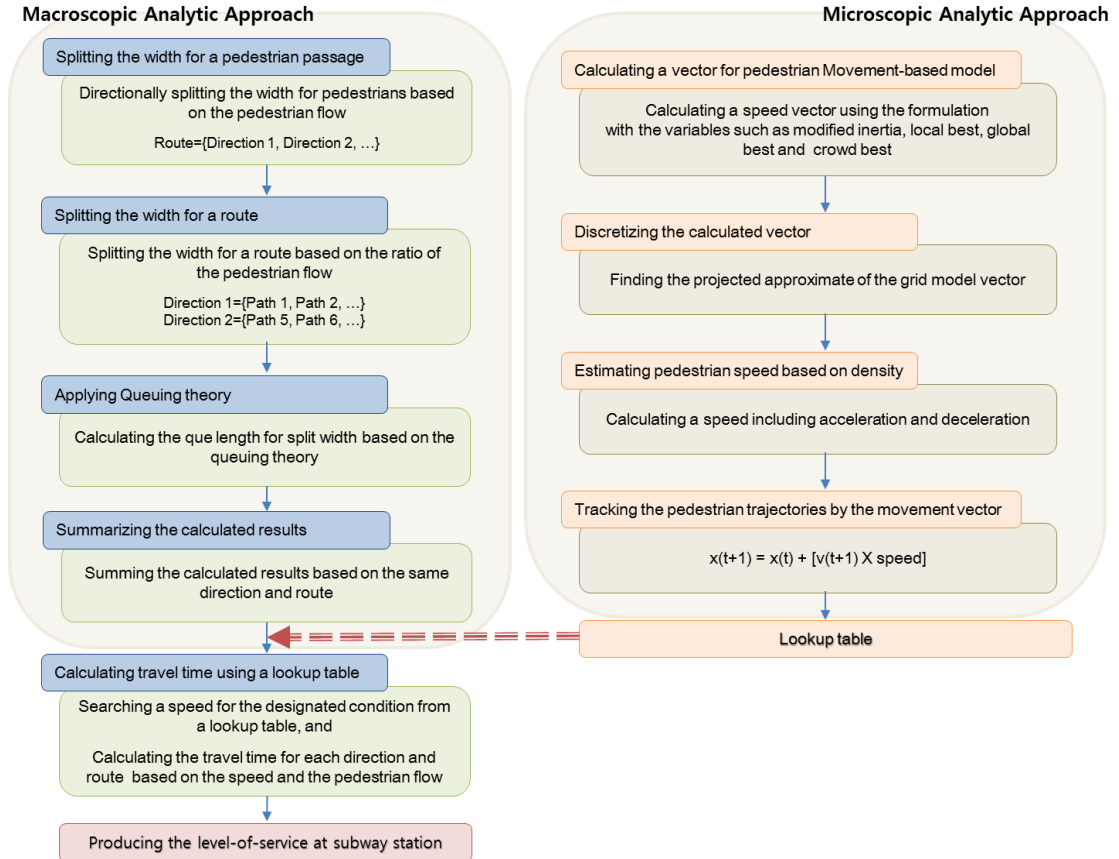 Macroscopic Analytic Approach
Splitting the width for a pedestrian passage
Directionally splitting the width for pedestrians based
on the pedestrian flow
Route={Direction 1, Direction 2, …}
Splitting the width for a route
Splitting the width for a route based on the ratio of
the pedestrian flow
Direction 1={Path 1, Path 2, …}
Direction 2={Path 5, Path 6, …}
Applying Queuing theory
Calculating the que length for split width based on the
queuing theory
Summarizing the calculated results
Summing the calculated results based on the same
direction and route
Calculating travel time using a lookup table
Searching a speed for the designated condition from
a lookup table, and
Calculating the travel time for each direction and
route based on the speed and the pedestrian flow
Producing the level-of-service at subway station
Microscopic Analytic Approach
Calculating a vector for pedestrian Movement-based model
Calculating a speed vector using the formulation
with the variables such as modified inertia, local best, global
best and crowd best
Discretizing the calculated vector
Finding the projected approximate of the grid model vector
Estimating pedestrian speed based on density
Calculating a speed including acceleration and deceleration
Tracking the pedestrian trajectories by the movement vector
x(t+1) = x(t) + [v(t+1) X speed]
Lookup table